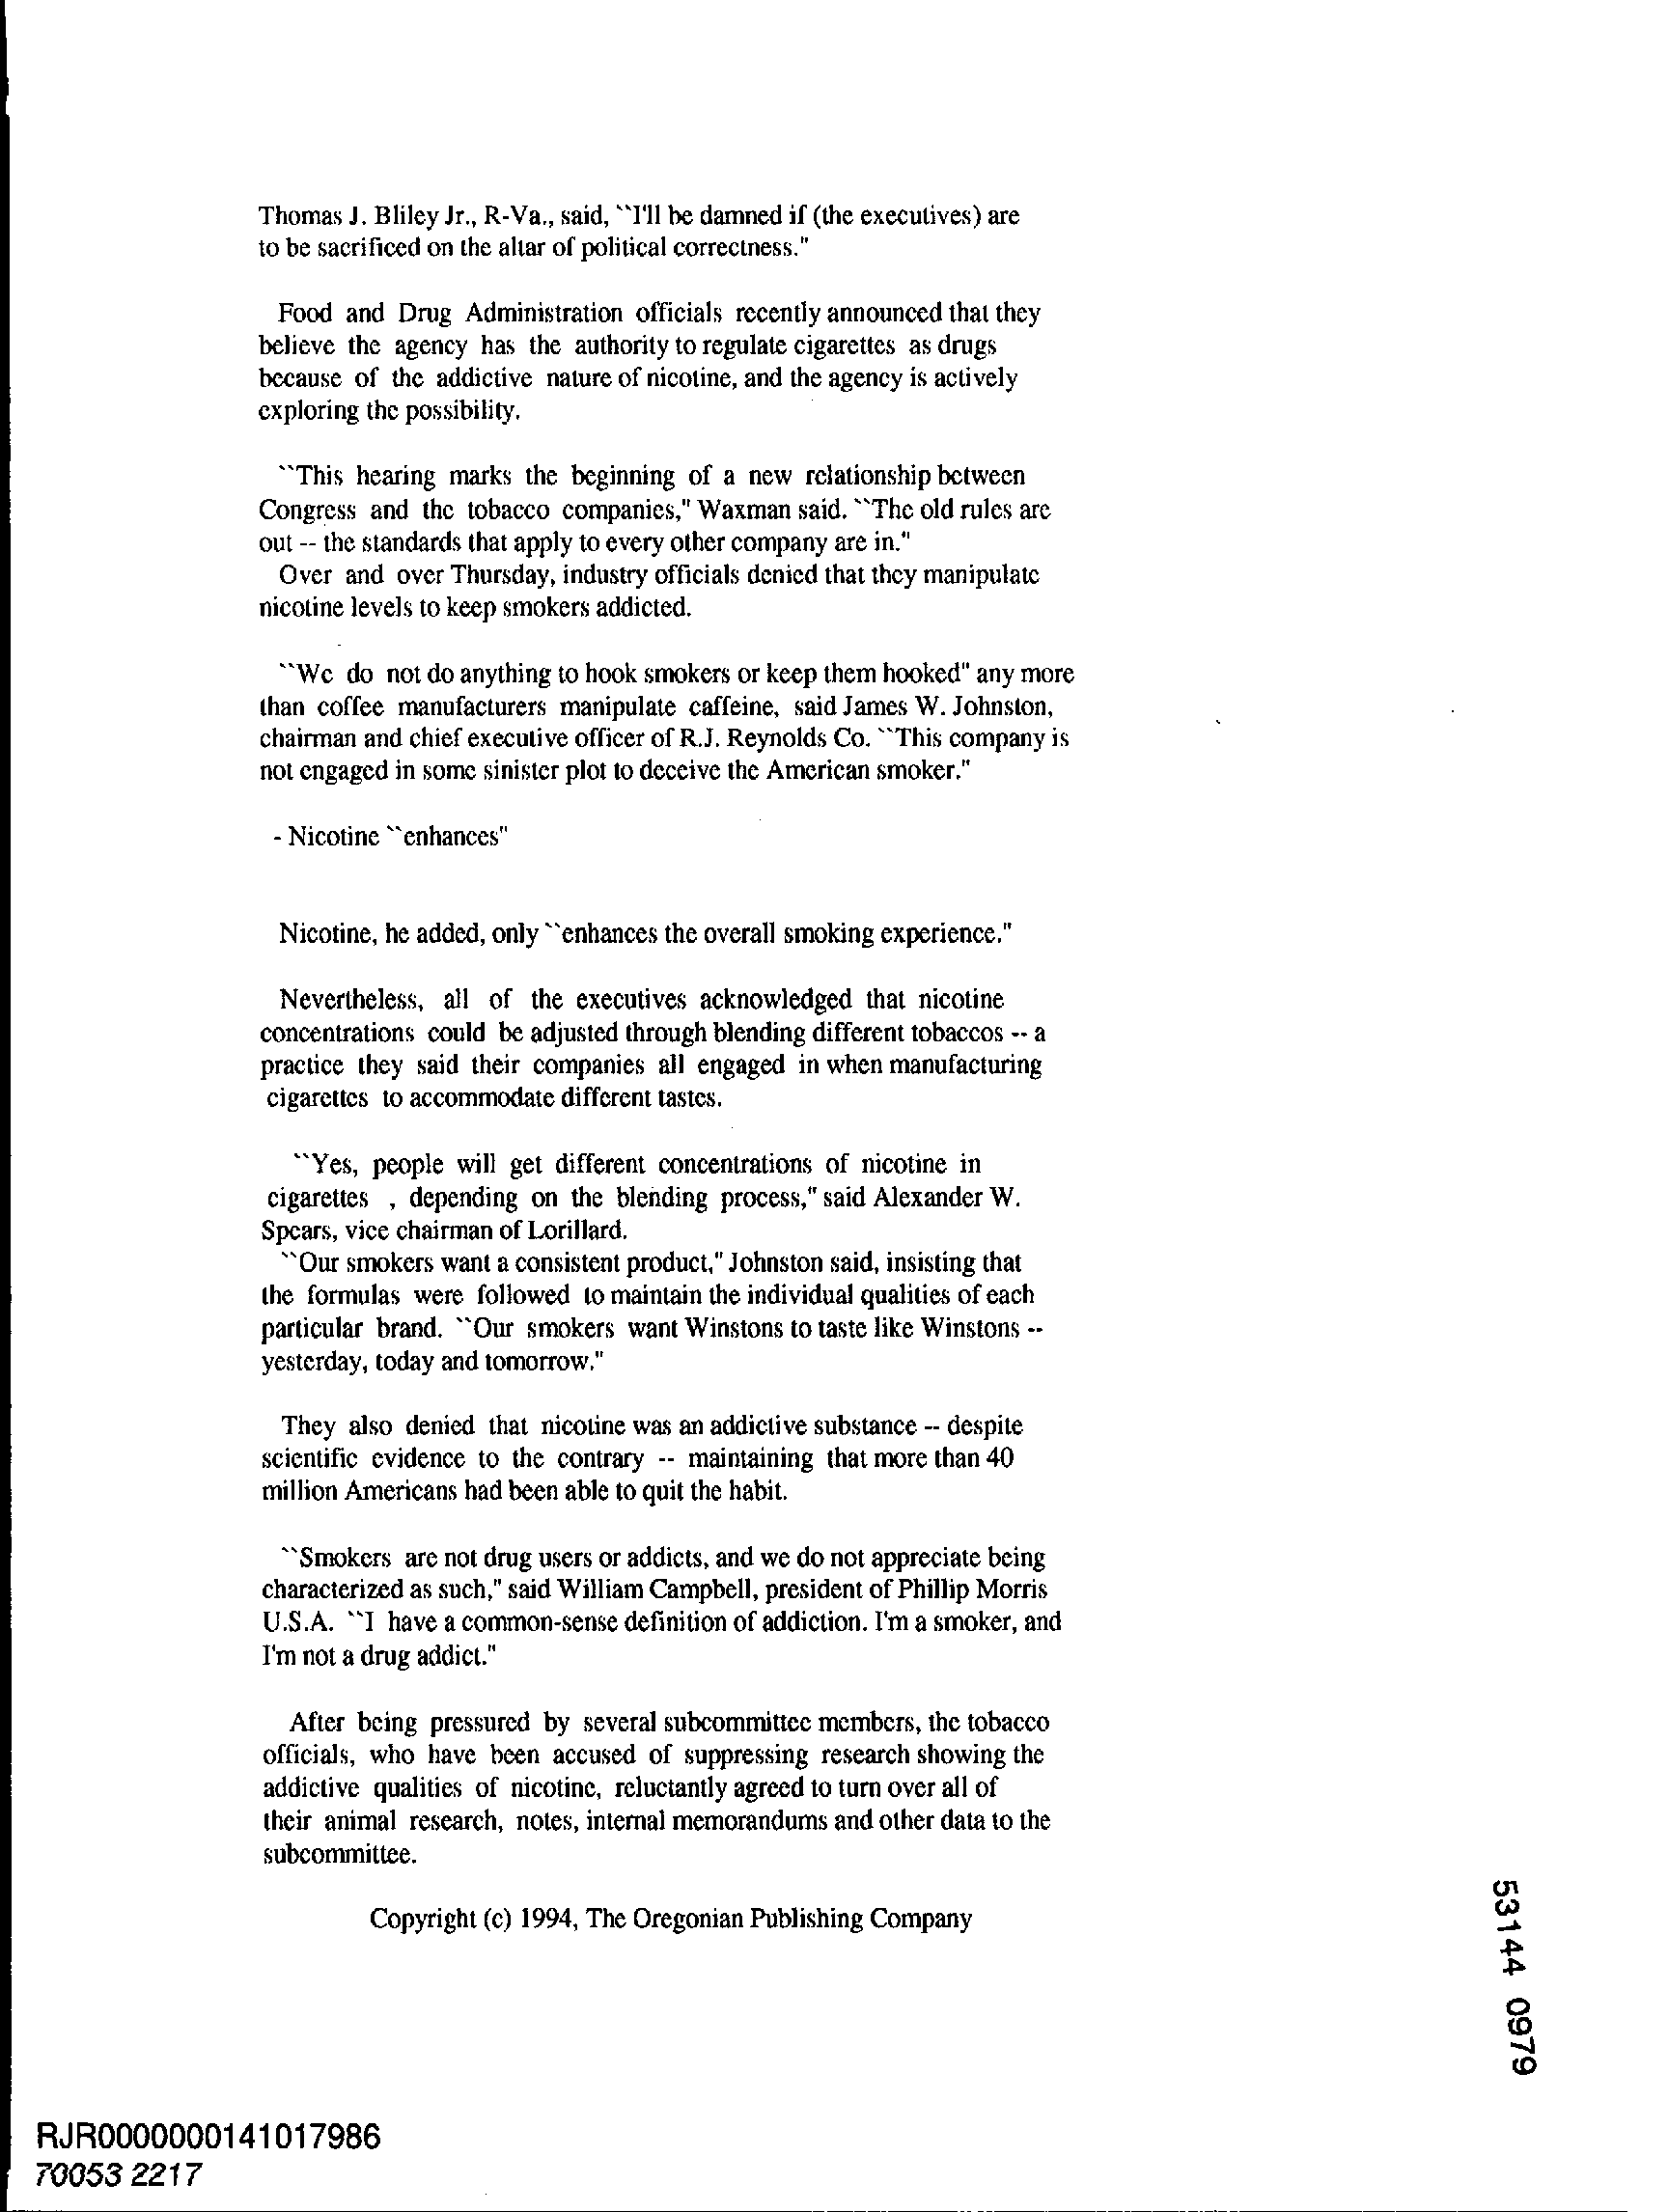 Thomas J. Bliley Jr., R-Va., said, ``I'll be damned if (the executives) are
to be sacrificed on the altar of political correctness."
Food and Drug Administration officials recently announced that they
believe the agency has the authority to regulate cigarettes as drugs
because of the addictive nature of nicotine, and the agency is actively
exploring the possibility.
``This hearing marks the beginning of a new relationship between
Congress and the tobacco companies," Waxman said. ``The old rules are
out -- the standards that apply to every other company are in."
Over and over Thursday, industry officials denied that they manipulate
nicotine levels to keep smokers addicted.
``We do not do anything to hook smokers or keep them hooked" any more
than coffee manufacturers manipulate caffeine, said James W. Johnston,
chairman and chief executive officer of R.J. Reynolds Co. ``This company is
not engaged in some sinister plot to deceive the American smoker."
- Nicotine ``enhances"
Nicotine, he added, only ``enhances the overall smoking experience."
Nevertheless, all of the executives acknowledged that nicotine
concentrations could be adjusted through blending different tobaccos -- a
practice they said their companies all engaged in when manufacturing
cigarettes to accommodate different tastes.
``Yes, people will get different concentrations of nicotine in
cigarettes , depending on the blending process," said Alexander W.
Spears, vice chairman of Lorillard.
``Our smokers want a consistent product," Johnston said, insisting that
the formulas were followed to maintain the individual qualities of each
particular brand. ``Our smokers want Winstons to taste like Winstons --
yesterday, today and tomorrow."
They also denied that nicotine was an addictive substance -- despite
scientific evidence to the contrary -- maintaining that more than 40
million Americans had been able to quit the habit.
``Smokers are not drug users or addicts, and we do not appreciate being
characterized as such," said William Campbell, president of Phillip Morris
U.S.A. ``I have a common-sense definition of addiction. I'm a smoker, and
I'm not a drug addict."
After being pressured by several subcommittee members, the tobacco
officials, who have been accused of suppressing research showing the
addictive qualities of nicotine, reluctantly agreed to turn over all of
their animal research, notes, internal memorandums and other data to the
subcommittee.
Copyright (c) 1994, The Oregonian Publishing Company
53144 0979
RJR0000000141017986
70053 2217